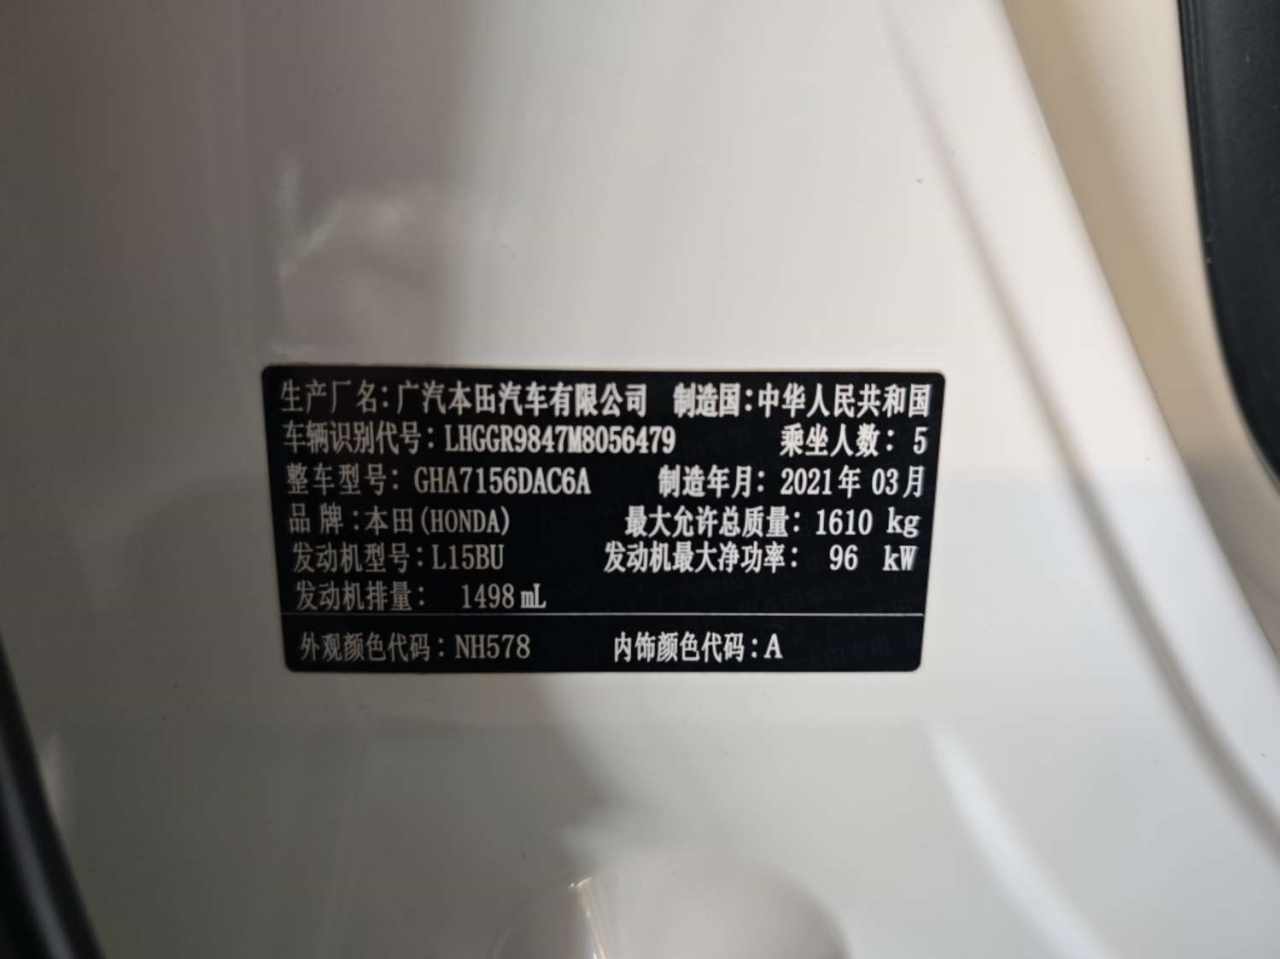 生产厂名:广汽本田汽车有限公司 制造国:中华人民共和国
车辆识别代号:LHGGR9847M8056479 乘坐人数:5
整车型号:GHA7156DAC6A 制造年月:2021年 03月
品牌:本田(HONDA) 最大允许总质量:1610 kg
发动机型号:L15BU 发动机最大净功率:96 kW
发动机排量: 1498 mL
外观颜色代码:NH578 内饰颜色代码:A